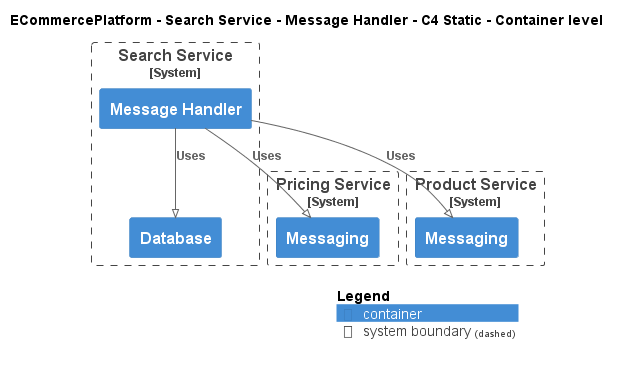 ECommercePlatform - Search Service - Message Handler - C4 Static - Container level
Search Service
[System]
Message Handler
Uses
Uses
Uses
Pricing Service
[System]
Product Service
[System]
Database
Messaging
Messaging
Legend
container
system boundary (dashed)